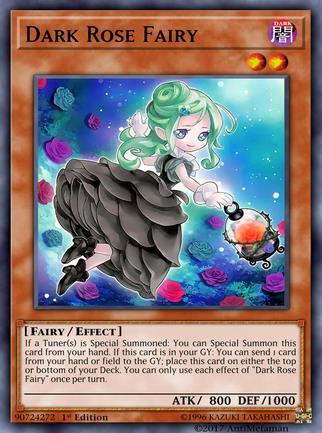 Dark Rose Fairy
DARK
闇
[Fairy / Effect]
If a Tuner(s) is Special Summoned: You can Special Summon this
card from your hand. If this card is in your GY: You can send 1 card
from your hand or field to the GY; place this card on either the top
or bottom of your Deck. You can only use each effect of "Dark Rose
Fairy" once per turn.
ATK/ 800 DEF/1000
90724272 1st Edition ©1996 KAZUKI TAKAHASHI
©2017 AntiMetaman